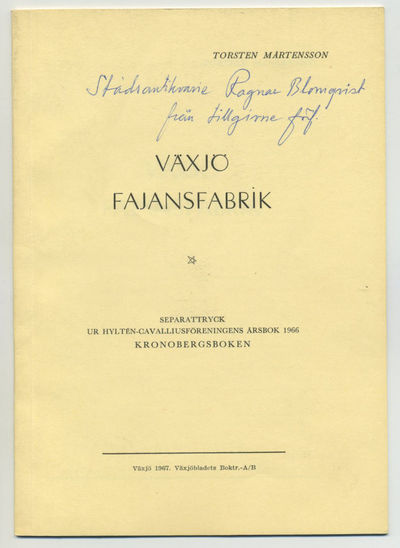 TORSTEN MÅRTENSSON
Stadsantikvarie Ragnar Blomqvist
från tillgivne förf.
VÄXJÖ
FAJANSFABRIK
SEPARATTRYCK
UR HYLTÉN-CAVALLIUSFÖRENINGENS ÅRSBOK 1966
KRONOBERGSBOKEN
Växjö 1967. Växjöbladets Boktr.-A/B